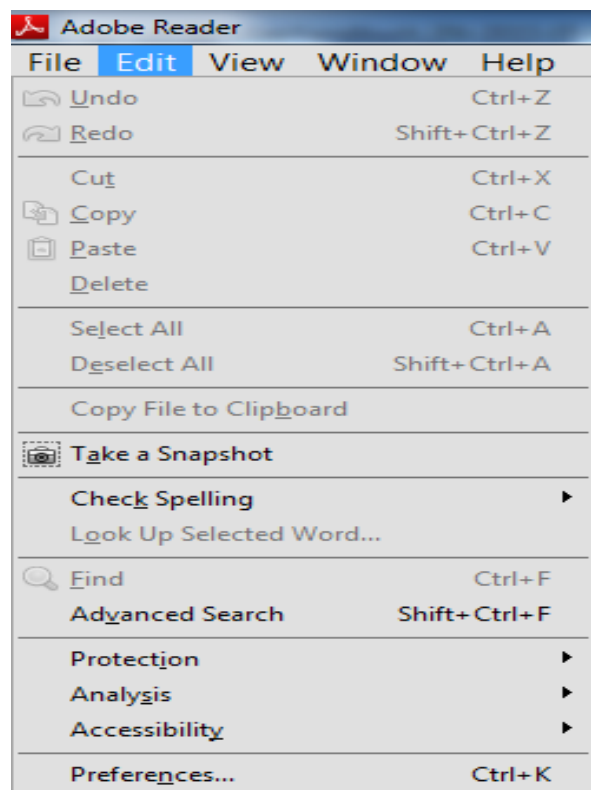 Adobe Reader
File Edit View Window Help
Undo Ctrl+Z
Redo Shift+Ctrl+Z
Cut Ctrl+X
Copy Ctrl+C
Paste Ctrl+V
Delete
Select All Ctrl+A
Deselect All Shift+Ctrl+A
Copy File to Clipboard
Take a Snapshot
Check Spelling
Look Up Selected Word...
Find Ctrl+F
Advanced Search Shift+Ctrl+F
Protection
Analysis
Accessibility
Preferences... Ctrl+K